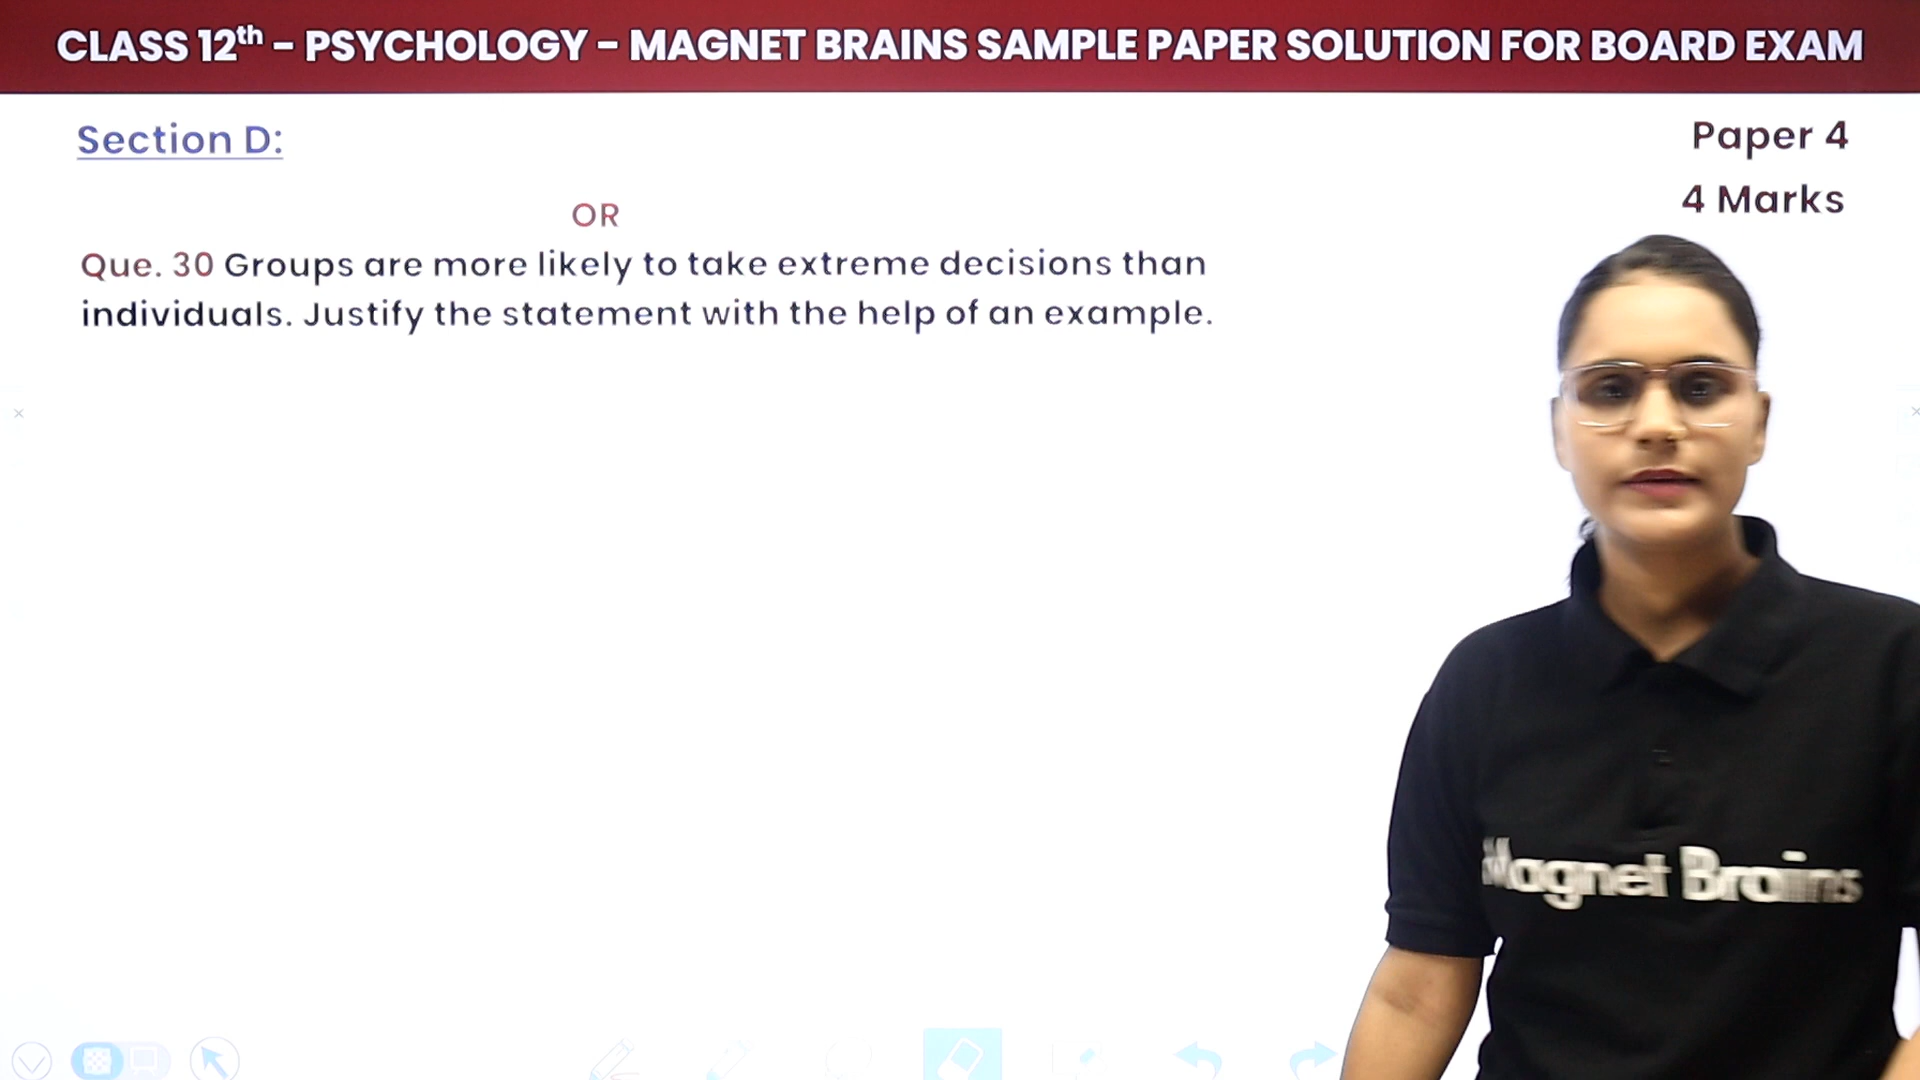 CLASS 12th - PSYCHOLOGY - MAGNET BRAINS SAMPLE PAPER SOLUTION FOR BOARD EXAM
Section D:
Paper 4
4 Marks
OR
Que. 30 Groups are more likely to take extreme decisions than
individuals. Justify the statement with the help of an example.
Magnet Brains